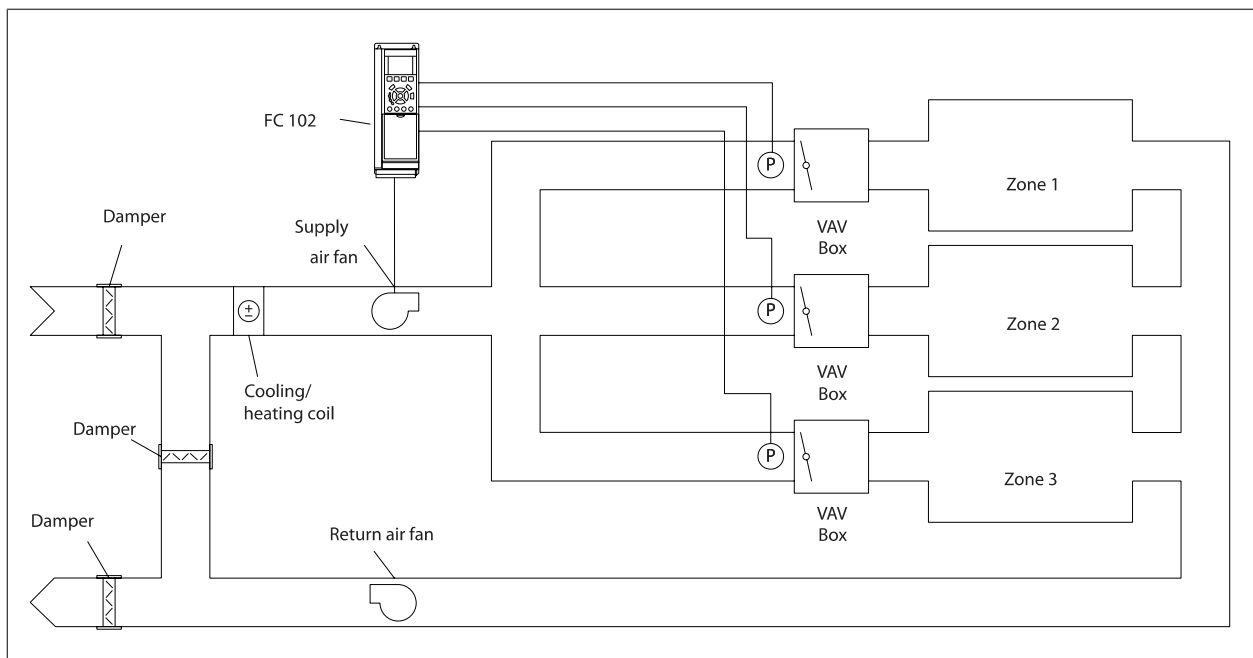 FC 102
P
Zone 1
Damper
Supply
air fan
VAV
Box
±
P
Zone 2
Cooling/
heating coil
VAV
Box
Damper
P
Zone 3
Damper
VAV
Box
Return air fan